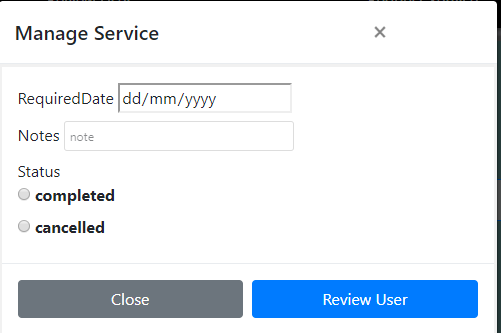 Manage Service ×
RequiredDate dd/mm/yyyy
Notes note
Status
completed
cancelled
Close Review User